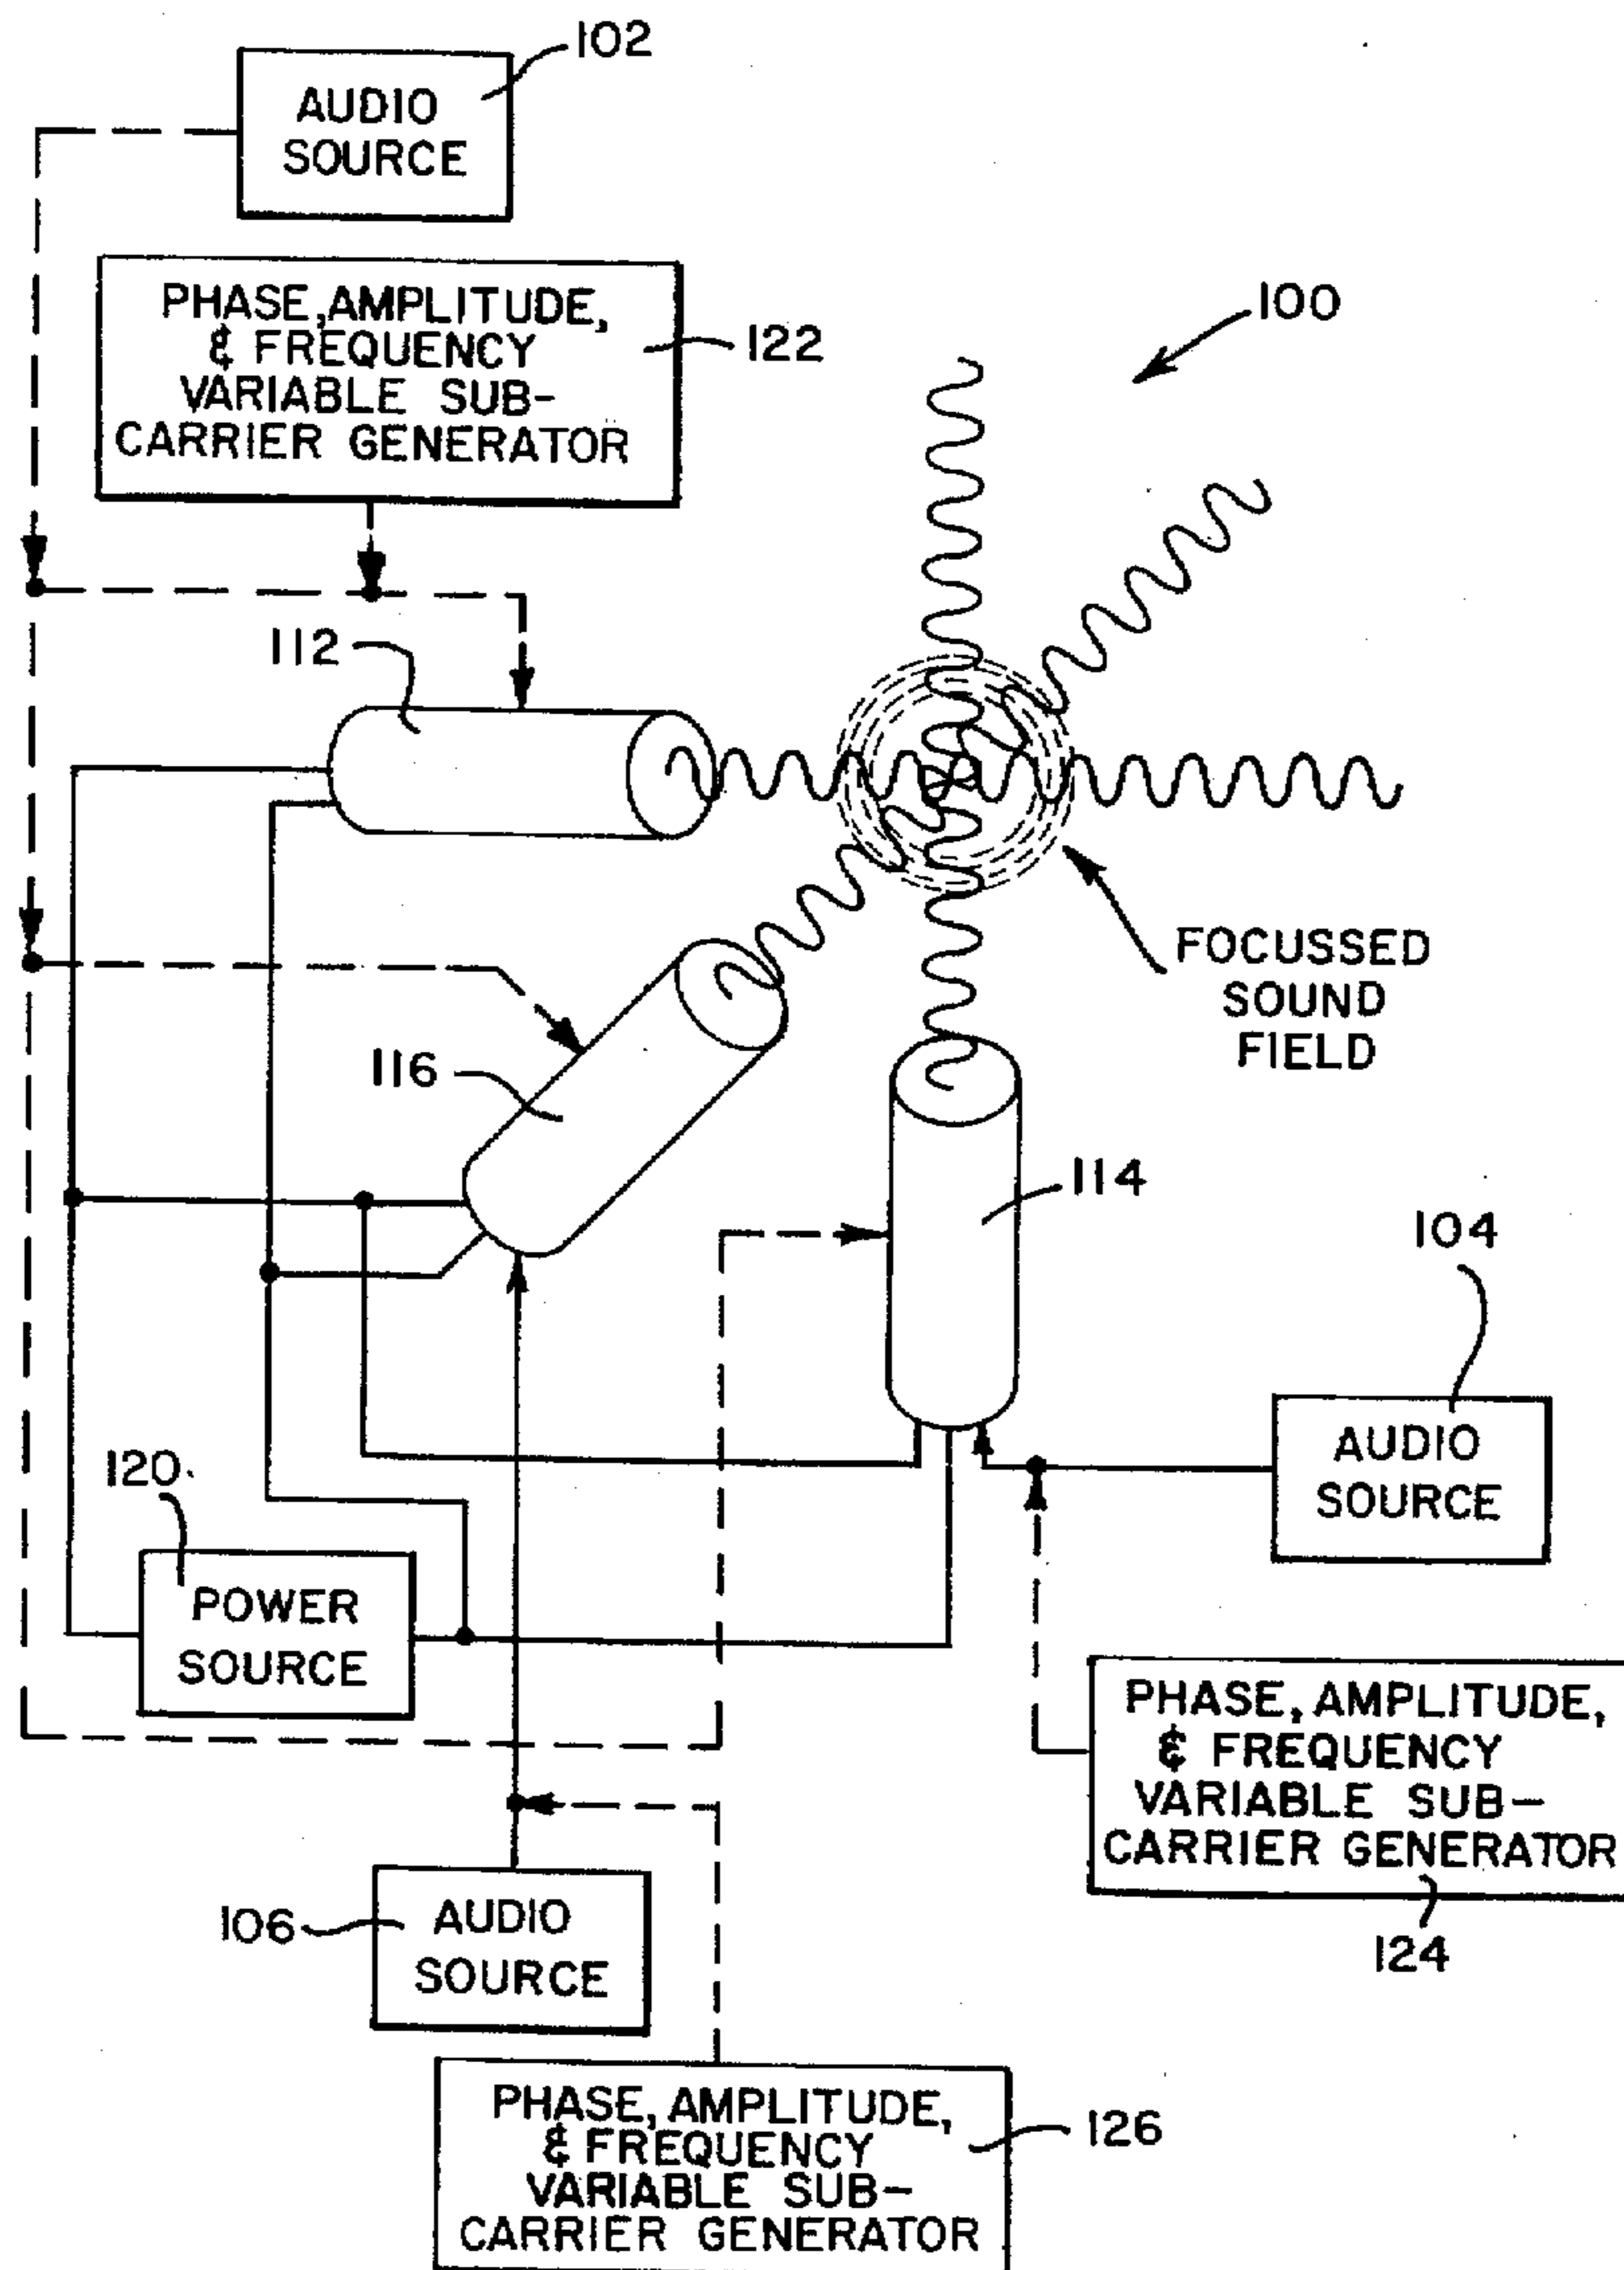 102
AUDIO
SOURCE
PHASE, AMPLITUDE,
& FREQUENCY
VARIABLE SUB-
CARRIER GENERATOR
122
100
112
FOCUSSED
SOUND
FIELD
116
114
104
AUDIO
SOURCE
120
POWER
SOURCE
PHASE, AMPLITUDE,
& FREQUENCY
VARIABLE SUB-
CARRIER GENERATOR
124
106
AUDIO
SOURCE
PHASE, AMPLITUDE,
& FREQUENCY
VARIABLE SUB-
CARRIER GENERATOR
126